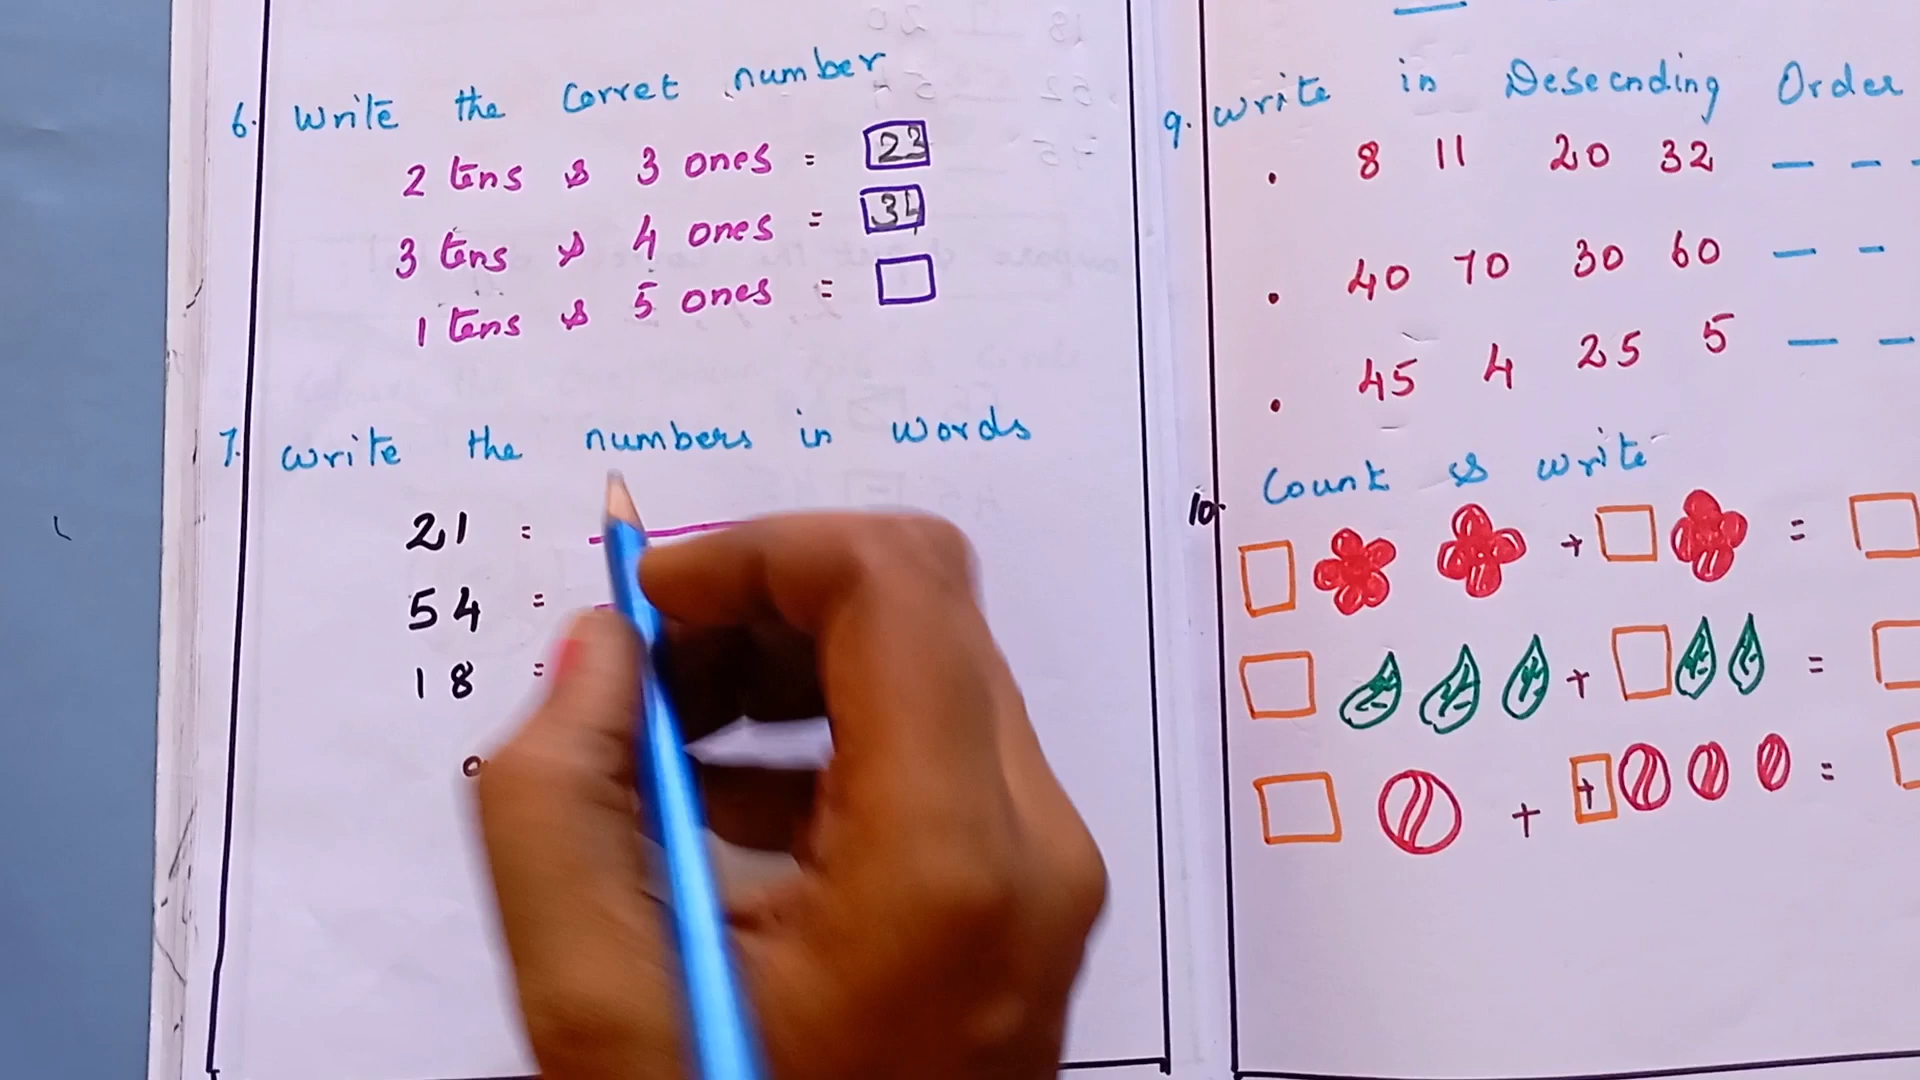 6. Write the Corret number
2 tens & 3 ones = 23
3 tens & 4 ones = 34
1 tens & 5 ones =
7. Write the numbers in words
21 =
54 =
18 =
9. Write in Desecnding Order
. 8 11 20 32 _ _ _
. 40 70 30 60 _ _
. 45 4 25 5 _ _
10. Count & write
+ =
+ =
+ + =